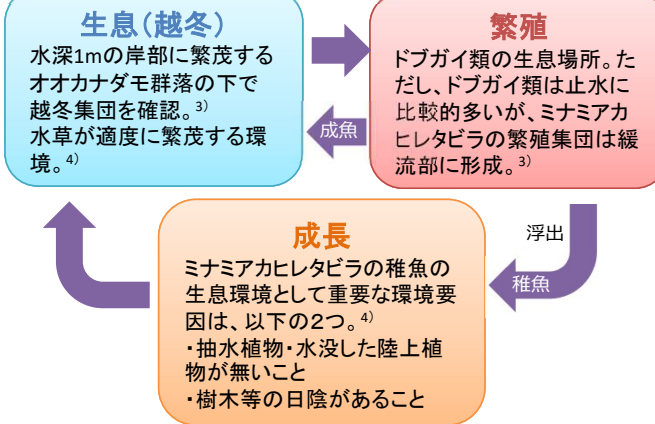 生息(越冬)
水深1mの岸部に繁茂する
オオカナダモ群落の下で
越冬集団を確認。3)
水草が適度に繁茂する環
境。4)
繁殖
ドブガイ類の生息場所。た
だし、ドブガイ類は止水に
比較的多いが、ミナミアカ
ヒレタビラの繁殖集団は緩
流部に形成。3)
成魚
浮出
稚魚
成長
ミナミアカヒレタビラの稚魚の
生息環境として重要な環境要
因は、以下の2つ。4)
・抽水植物・水没した陸上植
物が無いこと
・樹木等の日陰があること